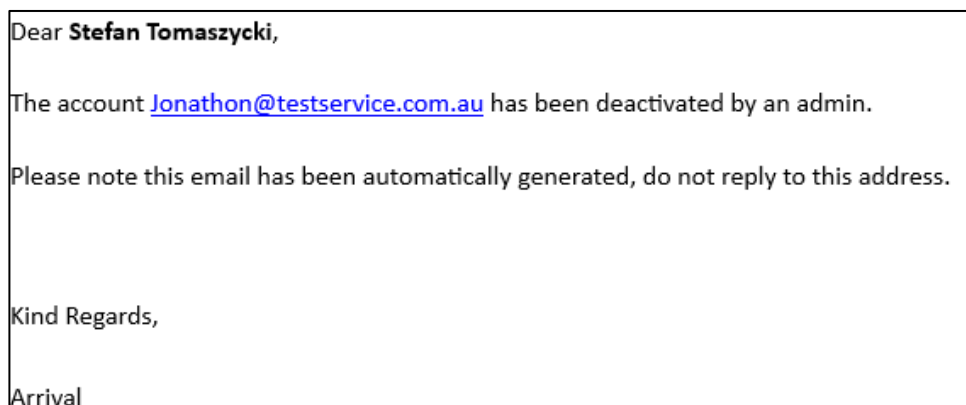 Dear Stefan Tomaszycki,
The account Jonathon@testservice.com.au has been deactivated by an admin.
Please note this email has been automatically generated, do not reply to this address.
Kind Regards,
Arrival